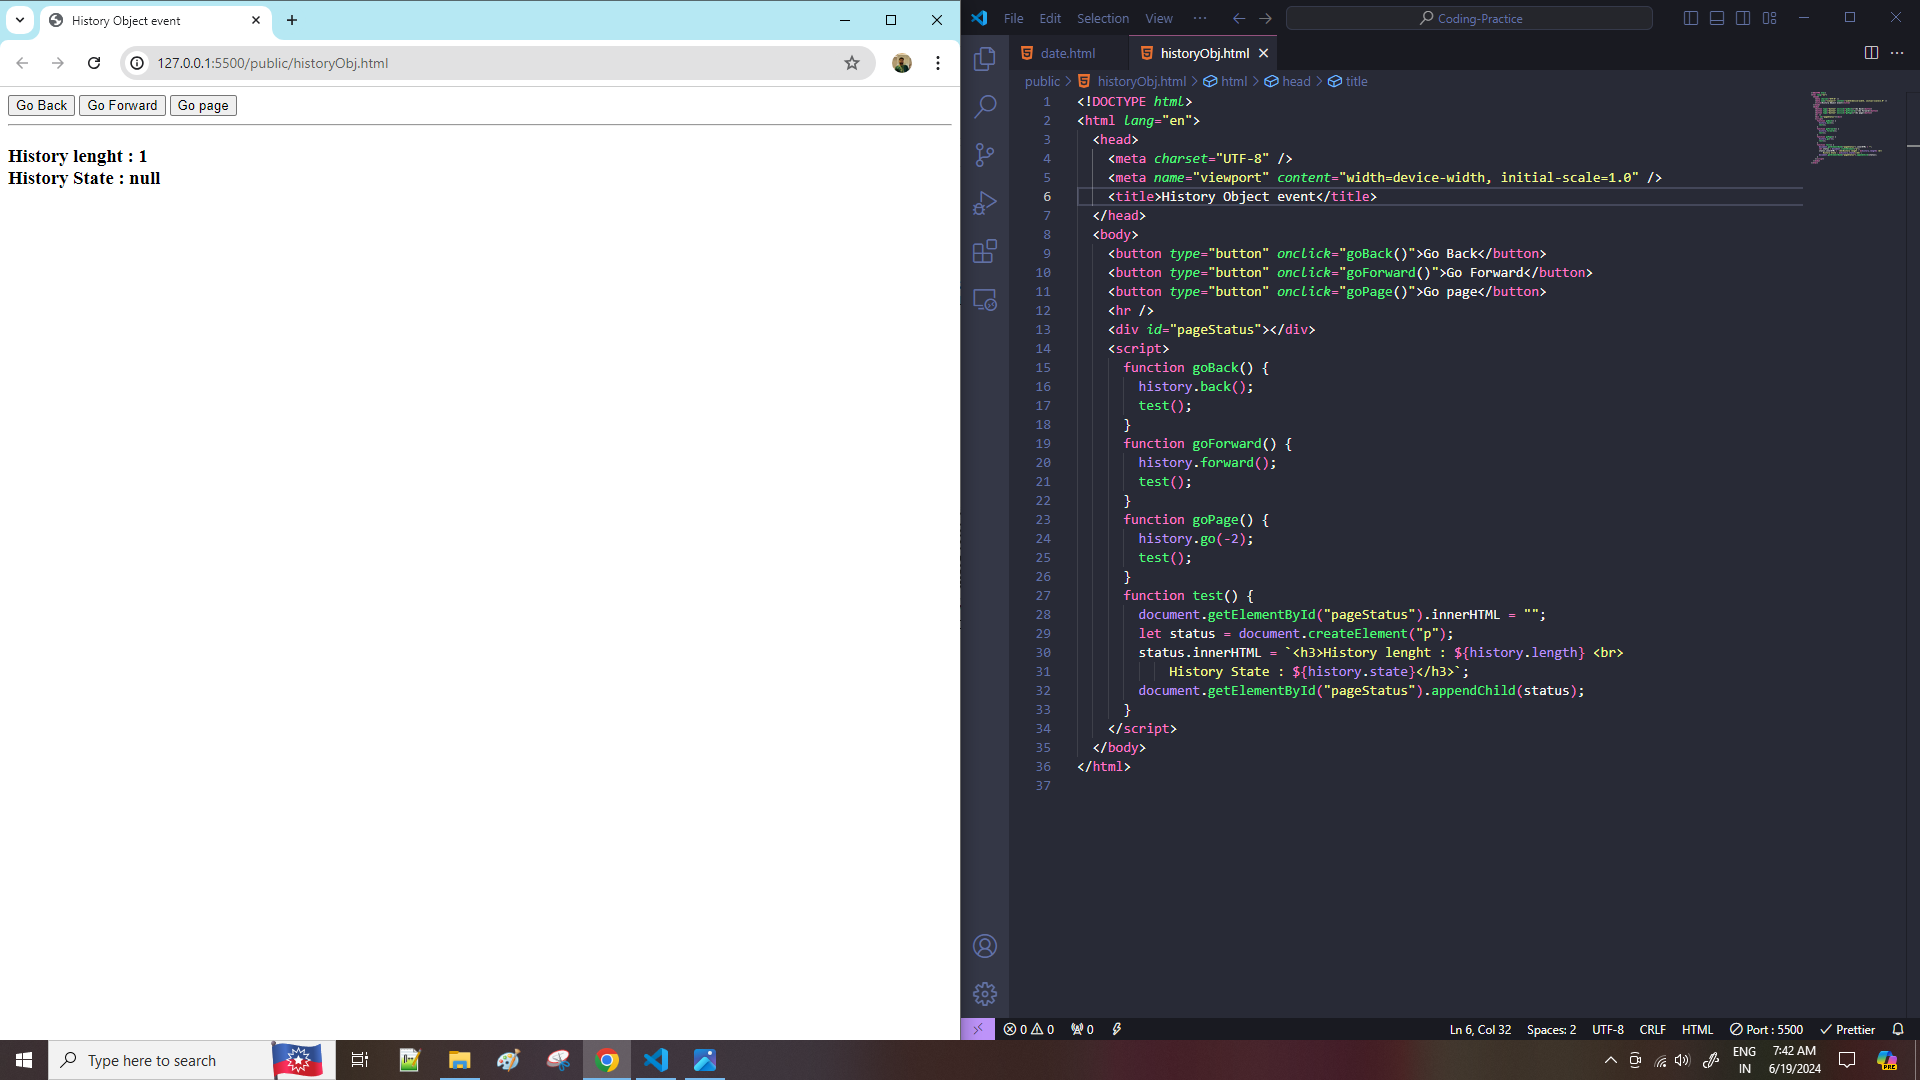 History Object event
127.0.0.1:5500/public/historyObj.html
Go Back Go Forward Go page
History lenght : 1
History State : null
File Edit Selection View ... Coding-Practice
date.html historyObj.html
public > historyObj.html > html > head > title
1 <!DOCTYPE html>
2 <html lang="en">
3 <head>
4 <meta charset="UTF-8" />
5 <meta name="viewport" content="width=device-width, initial-scale=1.0" />
6 <title>History Object event</title>
7 </head>
8 <body>
9 <button type="button" onclick="goBack()">Go Back</button>
10 <button type="button" onclick="goForward()">Go Forward</button>
11 <button type="button" onclick="goPage()">Go page</button>
12 <hr />
13 <div id="pageStatus"></div>
14 <script>
15 function goBack() {
16 history.back();
17 test();
18 }
19 function goForward() {
20 history.forward();
21 test();
22 }
23 function goPage() {
24 history.go(-2);
25 test();
26 }
27 function test() {
28 document.getElementById("pageStatus").innerHTML = "";
29 let status = document.createElement("p");
30 status.innerHTML = `<h3>History lenght : ${history.length} <br>
31 History State : ${history.state}</h3>`;
32 document.getElementById("pageStatus").appendChild(status);
33 }
34 </script>
35 </body>
36 </html>
37
0 0 0 Ln 6, Col 32 Spaces: 2 UTF-8 CRLF HTML Port : 5500 Prettier
Type here to search
ENG 7:42 AM
IN 6/19/2024